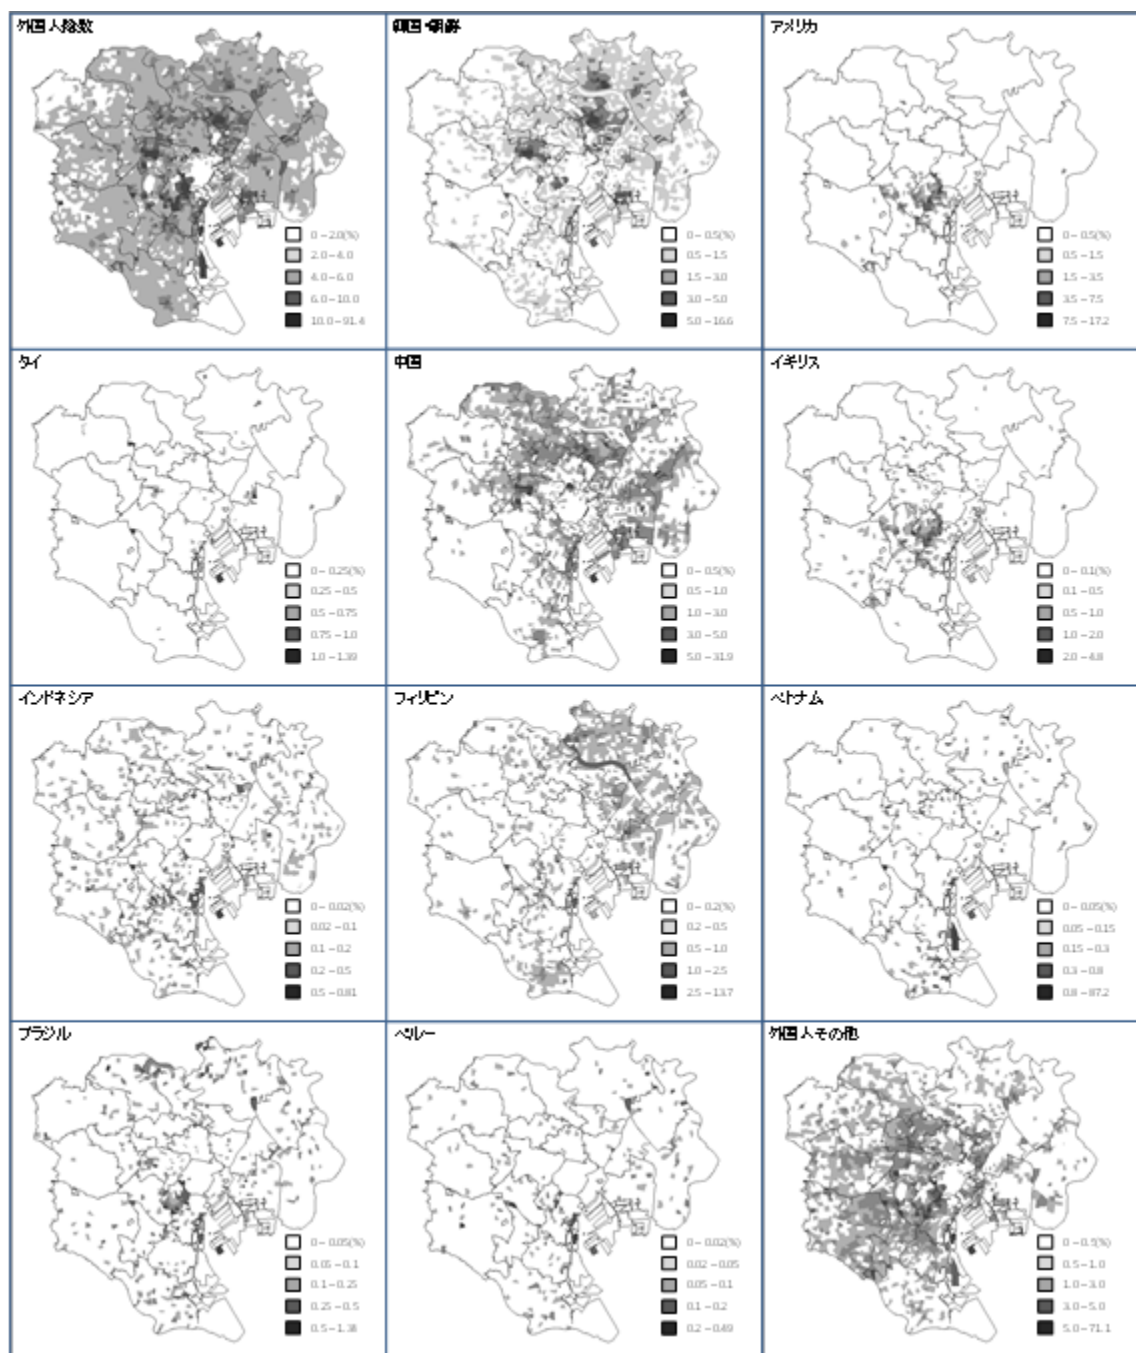 外国人総数
0 – 2.0(%)
2.0 – 4.0
4.0 – 6.0
6.0 – 10.0
10.0 – 91.4
韓国・朝鮮
0 – 0.5(%)
0.5 – 1.5
1.5 – 3.0
3.0 – 5.0
5.0 – 16.6
アメリカ
0 – 0.5(%)
0.5 – 1.5
1.5 – 3.5
3.5 – 7.5
7.5 – 17.2
タイ
0 – 0.25(%)
0.25 – 0.5
0.5 – 0.75
0.75 – 1.0
1.0 – 1.39
中国
0 – 0.5(%)
0.5 – 1.0
1.0 – 3.0
3.0 – 5.0
5.0 – 31.9
イギリス
0 – 0.1(%)
0.1 – 0.5
0.5 – 1.0
1.0 – 2.0
2.0 – 4.8
インドネシア
0 – 0.02(%)
0.02 – 0.1
0.1 – 0.2
0.2 – 0.5
0.5 – 0.81
フィリピン
0 – 0.2(%)
0.2 – 0.5
0.5 – 1.0
1.0 – 2.5
2.5 – 13.7
ベトナム
0 – 0.05(%)
0.05 – 0.15
0.15 – 0.3
0.3 – 0.8
0.8 – 87.2
ブラジル
0 – 0.05(%)
0.05 – 0.1
0.1 – 0.25
0.25 – 0.5
0.5 – 1.38
ペルー
0 – 0.02(%)
0.02 – 0.05
0.05 – 0.1
0.1 – 0.2
0.2 – 0.49
外国人その他
0 – 0.5(%)
0.5 – 1.0
1.0 – 3.0
3.0 – 5.0
5.0 – 71.1